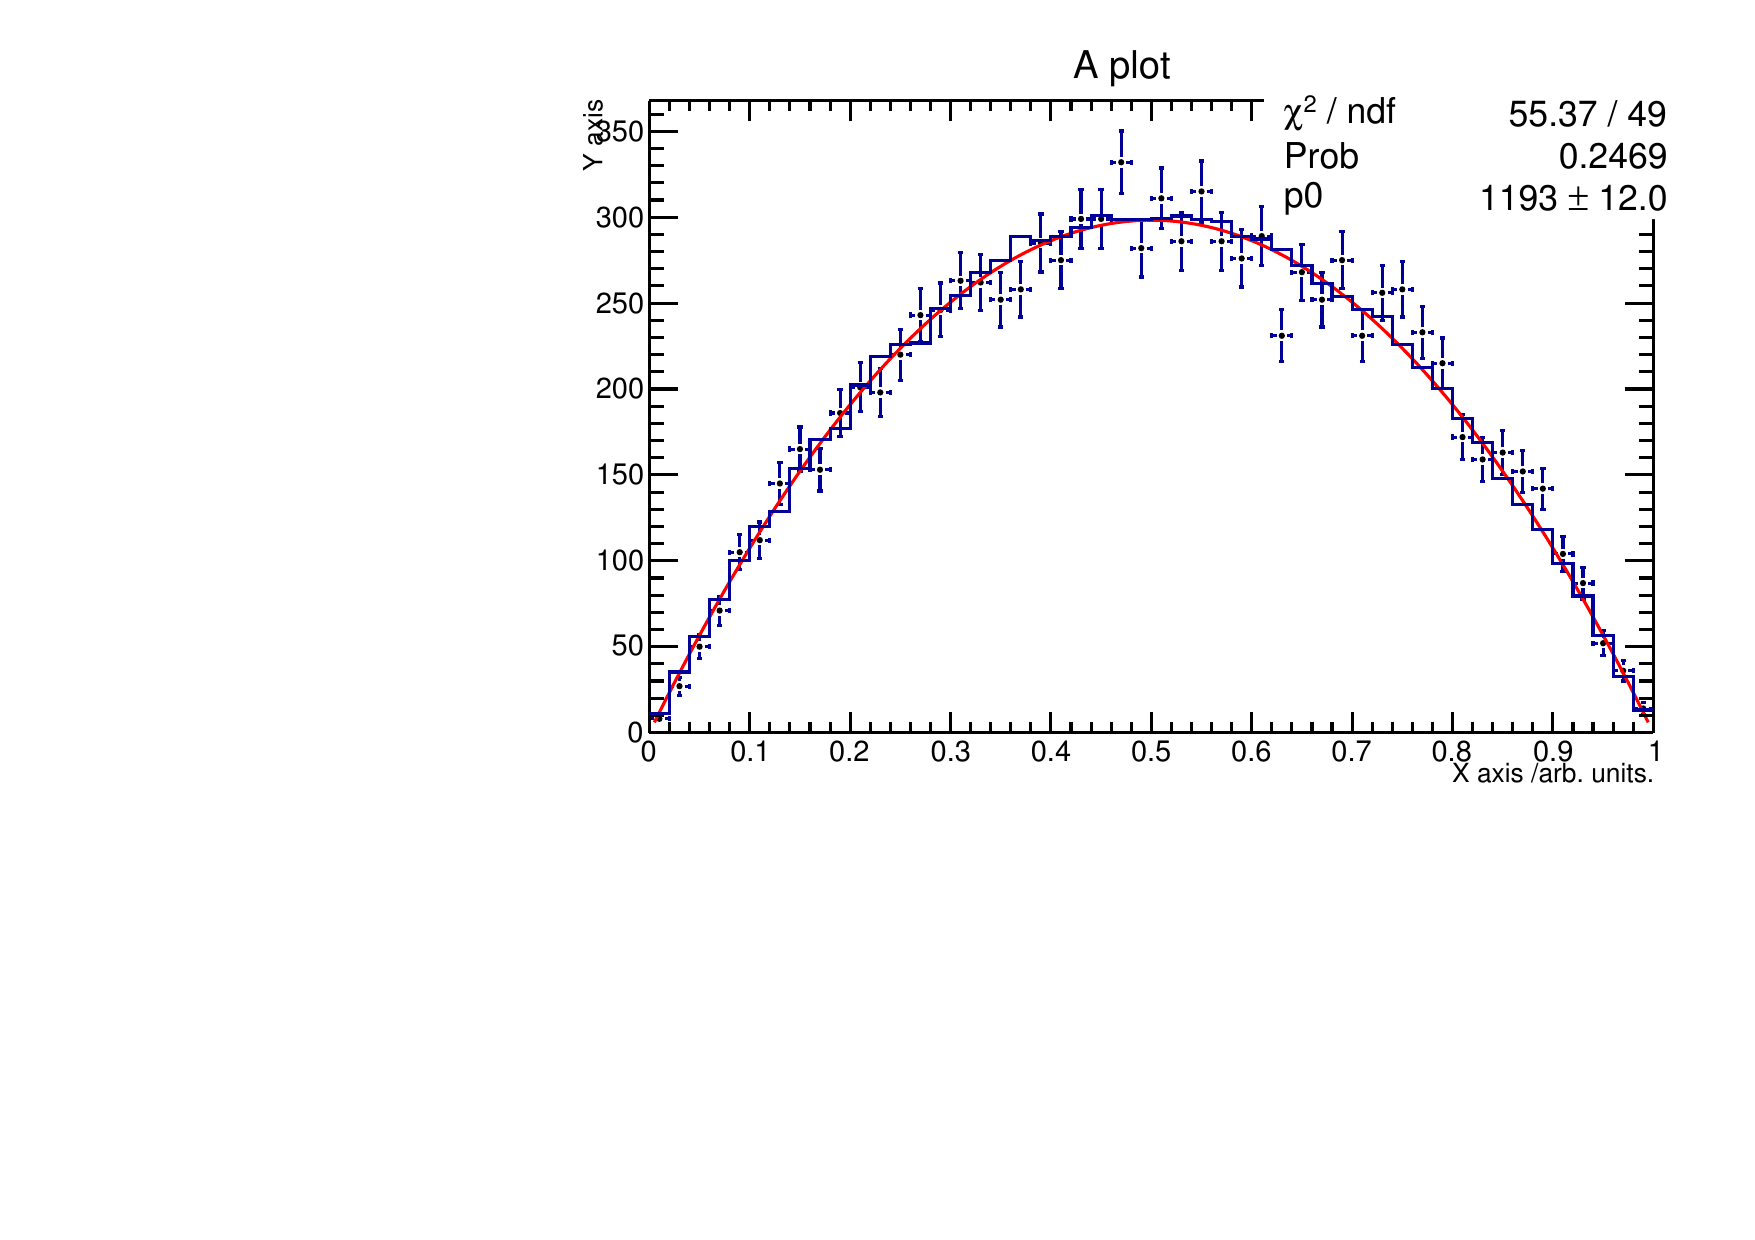 A plot
χ² / ndf 55.37 / 49
Prob 0.2469
p0 1193 ± 12.0
Y axis
350
300
250
200
150
100
50
0
0 0.1 0.2 0.3 0.4 0.5 0.6 0.7 0.8 0.9 1
X axis /arb. units.